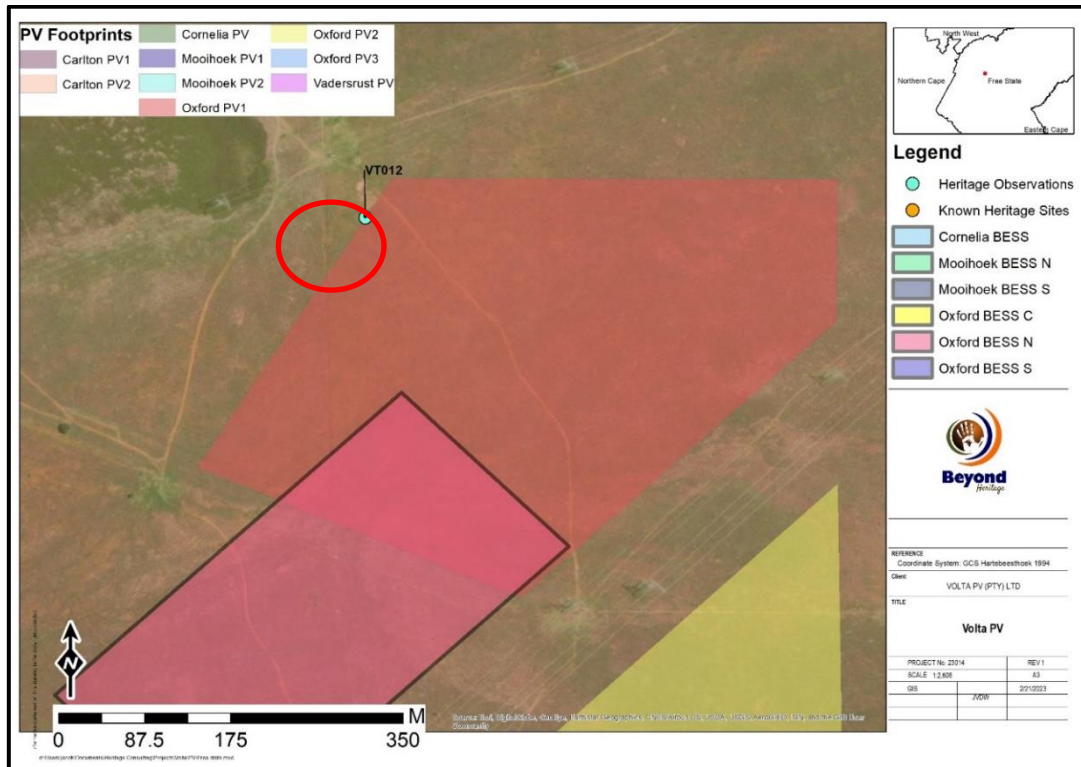 PV Footprints
Carlton PV1
Carlton PV2
Cornelia PV
Mooihoek PV1
Mooihoek PV2
Oxford PV1
Oxford PV2
Oxford PV3
Vadersrust PV
VT012
N
M
0 87.5 175 350
North West
Northern Cape
Free State
Eastern Cape
Legend
Heritage Observations
Known Heritage Sites
Cornelia BESS
Mooihoek BESS N
Mooihoek BESS S
Oxford BESS C
Oxford BESS N
Oxford BESS S
Beyond
Heritage
REFERENCE
Coordinate System: GCS Hartebeesthoek 1994
Client
VOLTA PV (PTY) LTD
TITLE
Volta PV
PROJECT No. 23014 REV 1
SCALE 1:2,608 A3
GIS JVDW 2/21/2023